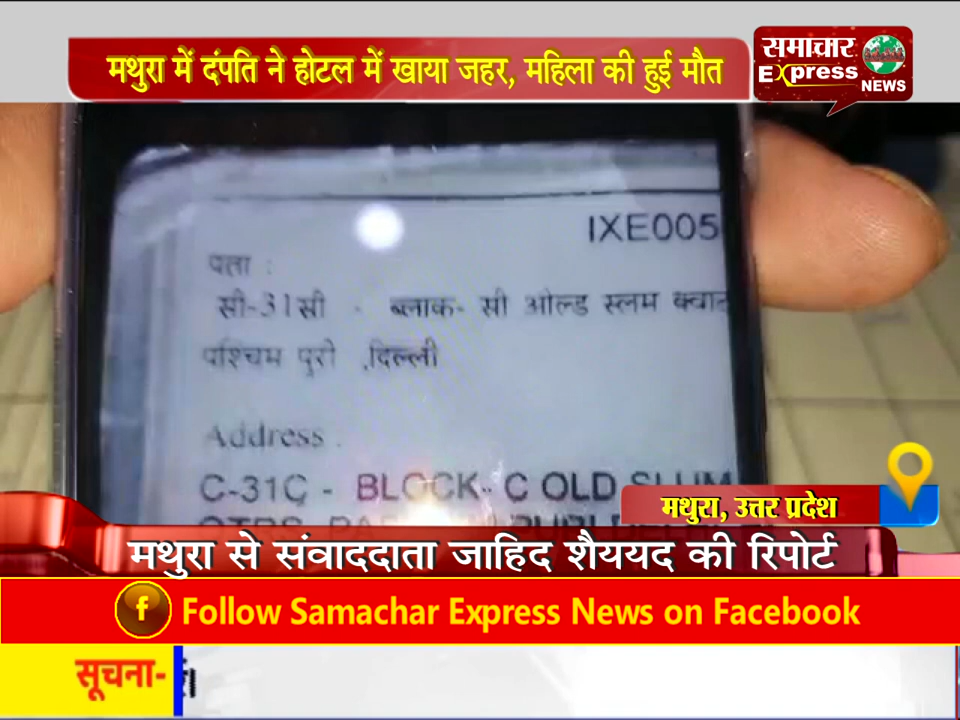 मथुरा में दंपति ने होटल में खाया जहर, महिला की हुई मौत
समाचार
Express
NEWS
IXE005
पता :
सी-31सी - ब्लाक- सी ओल्ड स्लम
पश्चिम पुरी ,दिल्ली
Address :
C-31C - BLOCK- C OLD SLUM
मथुरा, उत्तर प्रदेश
मथुरा से संवाददाता जाहिद शैययद की रिपोर्ट
f Follow Samachar Express News on Facebook
सूचना-